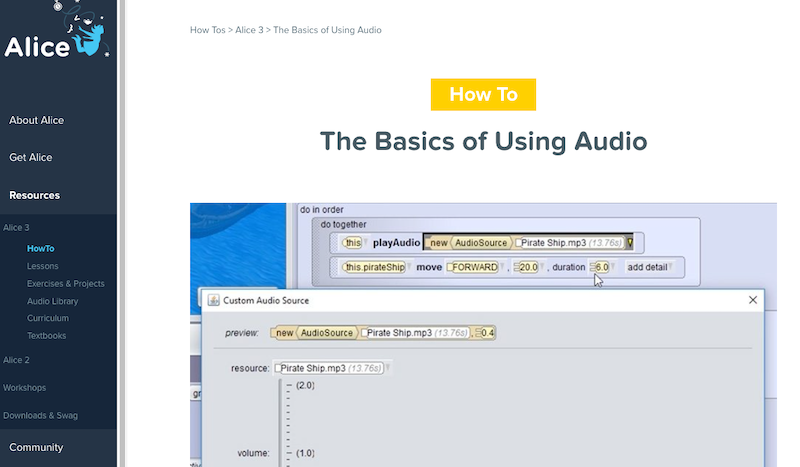 Alice
About Alice
Get Alice
Resources
Alice 3
HowTo
Lessons
Exercises & Projects
Audio Library
Curriculum
Textbooks
Alice 2
Workshops
Downloads & Swag
Community
How Tos > Alice 3 > The Basics of Using Audio
How To
The Basics of Using Audio
do in order
do together
this playAudio new AudioSource Pirate Ship.mp3 (13.76s)
this.pirateShip move FORWARD , 20.0 , duration 6.0 add detail
Custom Audio Source
preview: new AudioSource Pirate Ship.mp3 (13.76s) , 0.4
resource: Pirate Ship.mp3 (13.76s)
(2.0)
volume: (1.0)